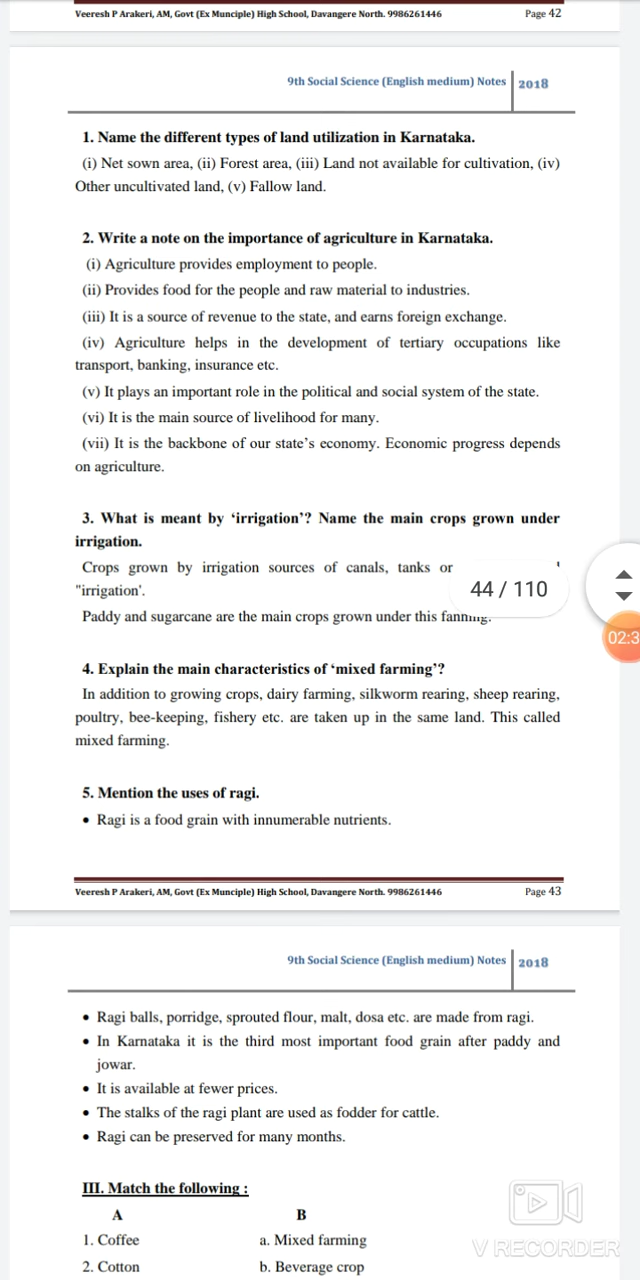 Veeresh P Arakeri, AM, Govt (Ex Munciple) High School, Davangere North. 9986261446 Page 42
9th Social Science (English medium) Notes 2018
1. Name the different types of land utilization in Karnataka.
(i) Net sown area, (ii) Forest area, (iii) Land not available for cultivation, (iv)
Other uncultivated land, (v) Fallow land.
2. Write a note on the importance of agriculture in Karnataka.
(i) Agriculture provides employment to people.
(ii) Provides food for the people and raw material to industries.
(iii) It is a source of revenue to the state, and earns foreign exchange.
(iv) Agriculture helps in the development of tertiary occupations like
transport, banking, insurance etc.
(v) It plays an important role in the political and social system of the state.
(vi) It is the main source of livelihood for many.
(vii) It is the backbone of our state's economy. Economic progress depends
on agriculture.
3. What is meant by 'irrigation'? Name the main crops grown under
irrigation.
Crops grown by irrigation sources of canals, tanks or
"irrigation'.
44 / 110
Paddy and sugarcane are the main crops grown under this fanning.
02:3
4. Explain the main characteristics of 'mixed farming'?
In addition to growing crops, dairy farming, silkworm rearing, sheep rearing,
poultry, bee-keeping, fishery etc. are taken up in the same land. This called
mixed farming.
5. Mention the uses of ragi.
• Ragi is a food grain with innumerable nutrients.
Veeresh P Arakeri, AM, Govt (Ex Munciple) High School, Davangere North. 9986261446 Page 43
9th Social Science (English medium) Notes 2018
• Ragi balls, porridge, sprouted flour, malt, dosa etc. are made from ragi.
• In Karnataka it is the third most important food grain after paddy and
jowar.
• It is available at fewer prices.
• The stalks of the ragi plant are used as fodder for cattle.
• Ragi can be preserved for many months.
III. Match the following :
A B
1. Coffee a. Mixed farming
2. Cotton b. Beverage crop
V RECORDER